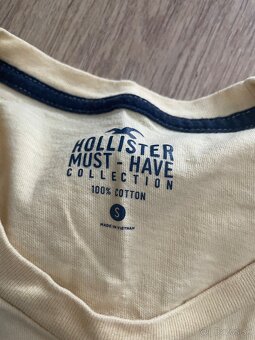 HOLLISTER
MUST-HAVE
COLLECTION
100% COTTON
S
MADE IN VIETNAM